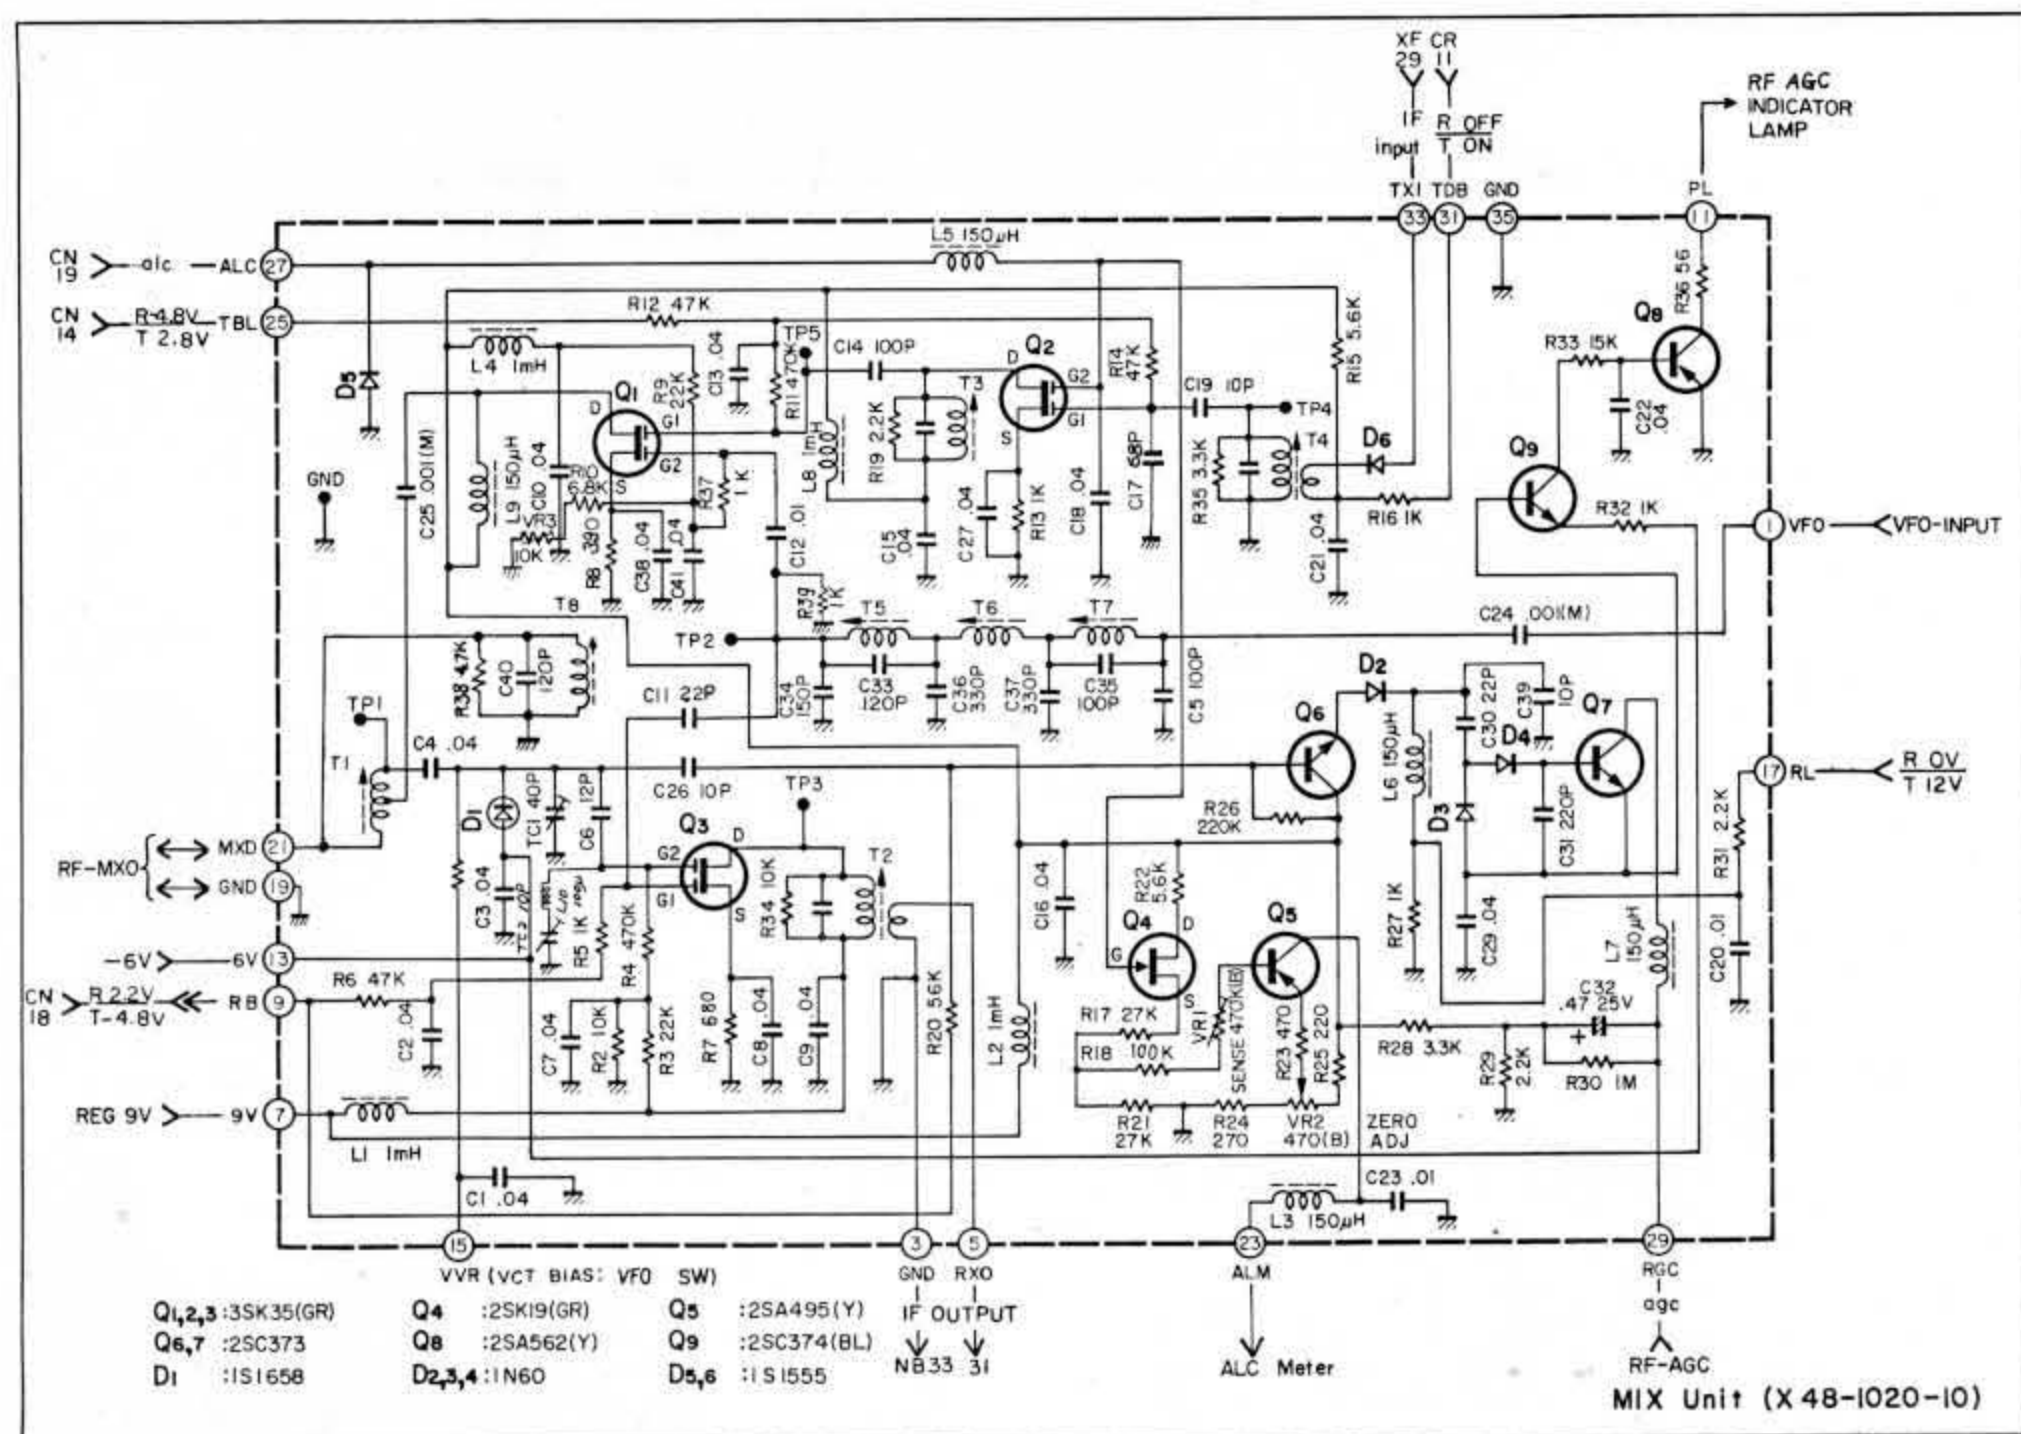 XF CR
29 11
IF R OFF
input T ON
RF AGC
INDICATOR
LAMP
TX1 TDB GND PL
33 31 35 11
CN
19 alc ALC 27
L5 150μH
R36 56
CN
14 R-4.8V
T 2.8V TBL 25
R12 47K
TP5
C14 100P
Q2
R15 5.6K
Q8
L4 1mH
R33 15K
D5
Q1
R9 22K
C13 .04
R11 470K
D G2 G1 S
T3
R14 47K
C19 10P
TP4
C22 .04
D G1 G2 S
R19 2.2K
L8 1mH
T4
D6
Q9
GND
C25 .001(M)
L9 150μH
C10 .04
R10 6.8K
R37 1K
C12 .01
C15 .04
C27 .04
R13 1K
C18 .04
C17 68P
R35 3.3K
R16 1K
R32 1K
VR3 10K
R8 390
C38 .04
C41 .04
C21 .04
1 VFO VFO-INPUT
R39 1K
T8
T5 T6 T7
C24 .001(M)
TP2
R38 4.7K
C40 120P
C34 150P
C33 120P
C36 330P
C37 330P
C35 100P
C5 100P
D2
C11 22P
C30 22P
C39 10P
TP1
Q6
Q7
T1
C4 .04
D4
L6 150μH
C26 10P
TP3
17 RL R 0V
T 12V
D1
TC1 40P
C6 12P
R26 220K
D3
C31 220P
R31 2.2K
Q3
RF-MXO MXD 21
GND 19
G2 G1 D S
T2
R34 10K
C16 .04
R22 5.6K
C3 .04
TC2 10P
R5 1K
R4 470K
Q4
Q5
R27 1K
C29 .04
L7 150μH
C20 .01
G D S
-6V 6V 13
CN
18 R 2.2V
T-4.8V RB 9
R6 47K
C2 .04
C7 .04
R2 10K
R3 22K
R7 680
C8 .04
C9 .04
R20 56K
L2 1mH
R17 27K
R18 100K
VR1
SENSE 470K(B)
R23 470
R25 220
R28 3.3K
R29 2.2K
C32
.47 25V
+
R30 1M
REG 9V 9V 7
L1 1mH
R21
27K
R24
270
VR2
470(B)
ZERO
ADJ
C1 .04
C23 .01
L3 150μH
15 3 5 23 29
VVR (VCT BIAS: VFO SW)
GND RXO ALM RGC
Q1,2,3 :3SK35(GR) Q4 :2SK19(GR) Q5 :2SA495(Y) IF OUTPUT agc
Q6,7 :2SC373 Q8 :2SA562(Y) Q9 :2SC374(BL)
D1 :1S1658 D2,3,4 :1N60 D5,6 :1S1555 NB33 31 ALC Meter RF-AGC
MIX Unit (X48-1020-10)